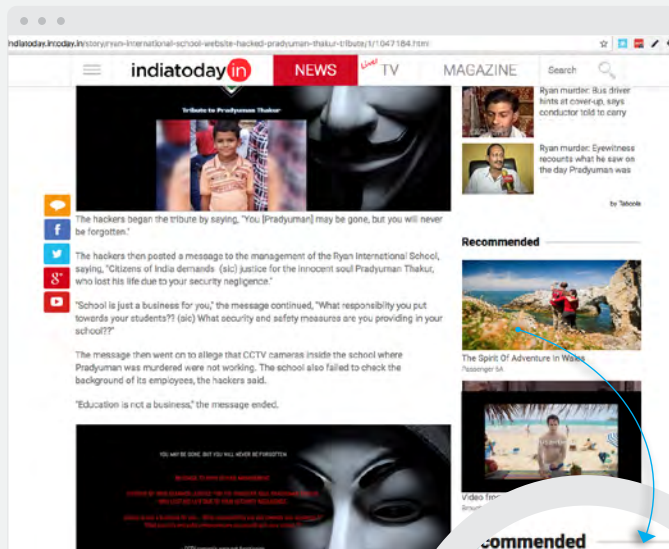 indiatoday.intoday.in/story/ryan-international-school-website-hacked-pradyuman-thakur-tribute/1/1047184.html
indiatoday in
NEWS
Live!
TV
MAGAZINE
Search
Tribute to Pradyuman Thakur
The hackers began the tribute by saying, "You [Pradyuman] may be gone, but you will never
be forgotten."
The hackers then posted a message to the management of the Ryan International School,
saying, "Citizens of India demands (sic) justice for the innocent soul Pradyuman Thakur,
who lost his life due to your security negligence."
"School is just a business for you," the message continued, "What responsibilty you put
towards your students?? (sic) What security and safety measures are you providing in your
school??"
The message then went on to allege that CCTV cameras inside the school where
Pradyuman was murdered were not working. The school also failed to check the
background of its employees, the hackers said.
"Education is not a business," the message ended.
YOU MAY BE GONE, BUT YOU WILL NEVER BE FORGOTTEN
Ryan murder: Bus driver
hints at cover-up, says
conductor told to carry
Ryan murder: Eyewitness
recounts what he saw on
the day Pradyuman was
by Taboola
Recommended
The Spirit Of Adventure In Wales
Passenger 6A
Video from
commended